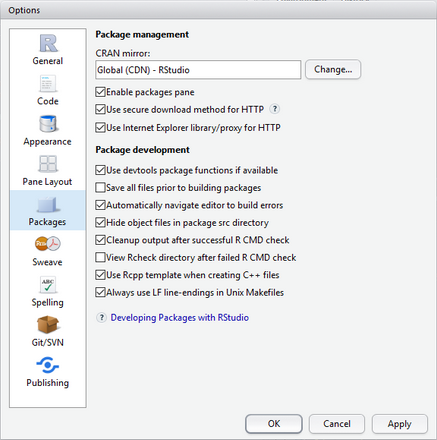 Options
General
Code
Appearance
Pane Layout
Packages
Sweave
ABC
Spelling
Git/SVN
Publishing
Package management
CRAN mirror:
Global (CDN) - RStudio
Change...
Enable packages pane
Use secure download method for HTTP ?
Use Internet Explorer library/proxy for HTTP
Package development
Use devtools package functions if available
Save all files prior to building packages
Automatically navigate editor to build errors
Hide object files in package src directory
Cleanup output after successful R CMD check
View Rcheck directory after failed R CMD check
Use Rcpp template when creating C++ files
Always use LF line-endings in Unix Makefiles
? Developing Packages with RStudio
OK Cancel Apply